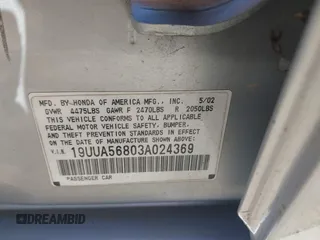 MFD. BY HONDA OF AMERICA MFG., INC. 5/02
GVWR 4475LBS GAWR F 2470LBS R 2050LBS
THIS VEHICLE CONFORMS TO ALL APPLICABLE
FEDERAL MOTOR VEHICLE SAFETY, BUMPER,
AND THEFT PREVENTION STANDARDS IN EFFECT
ON THE DATE OF MANUFACTURE SHOWN ABOVE
19UUA56803A024369
PASSENGER CAR
DREAMBID